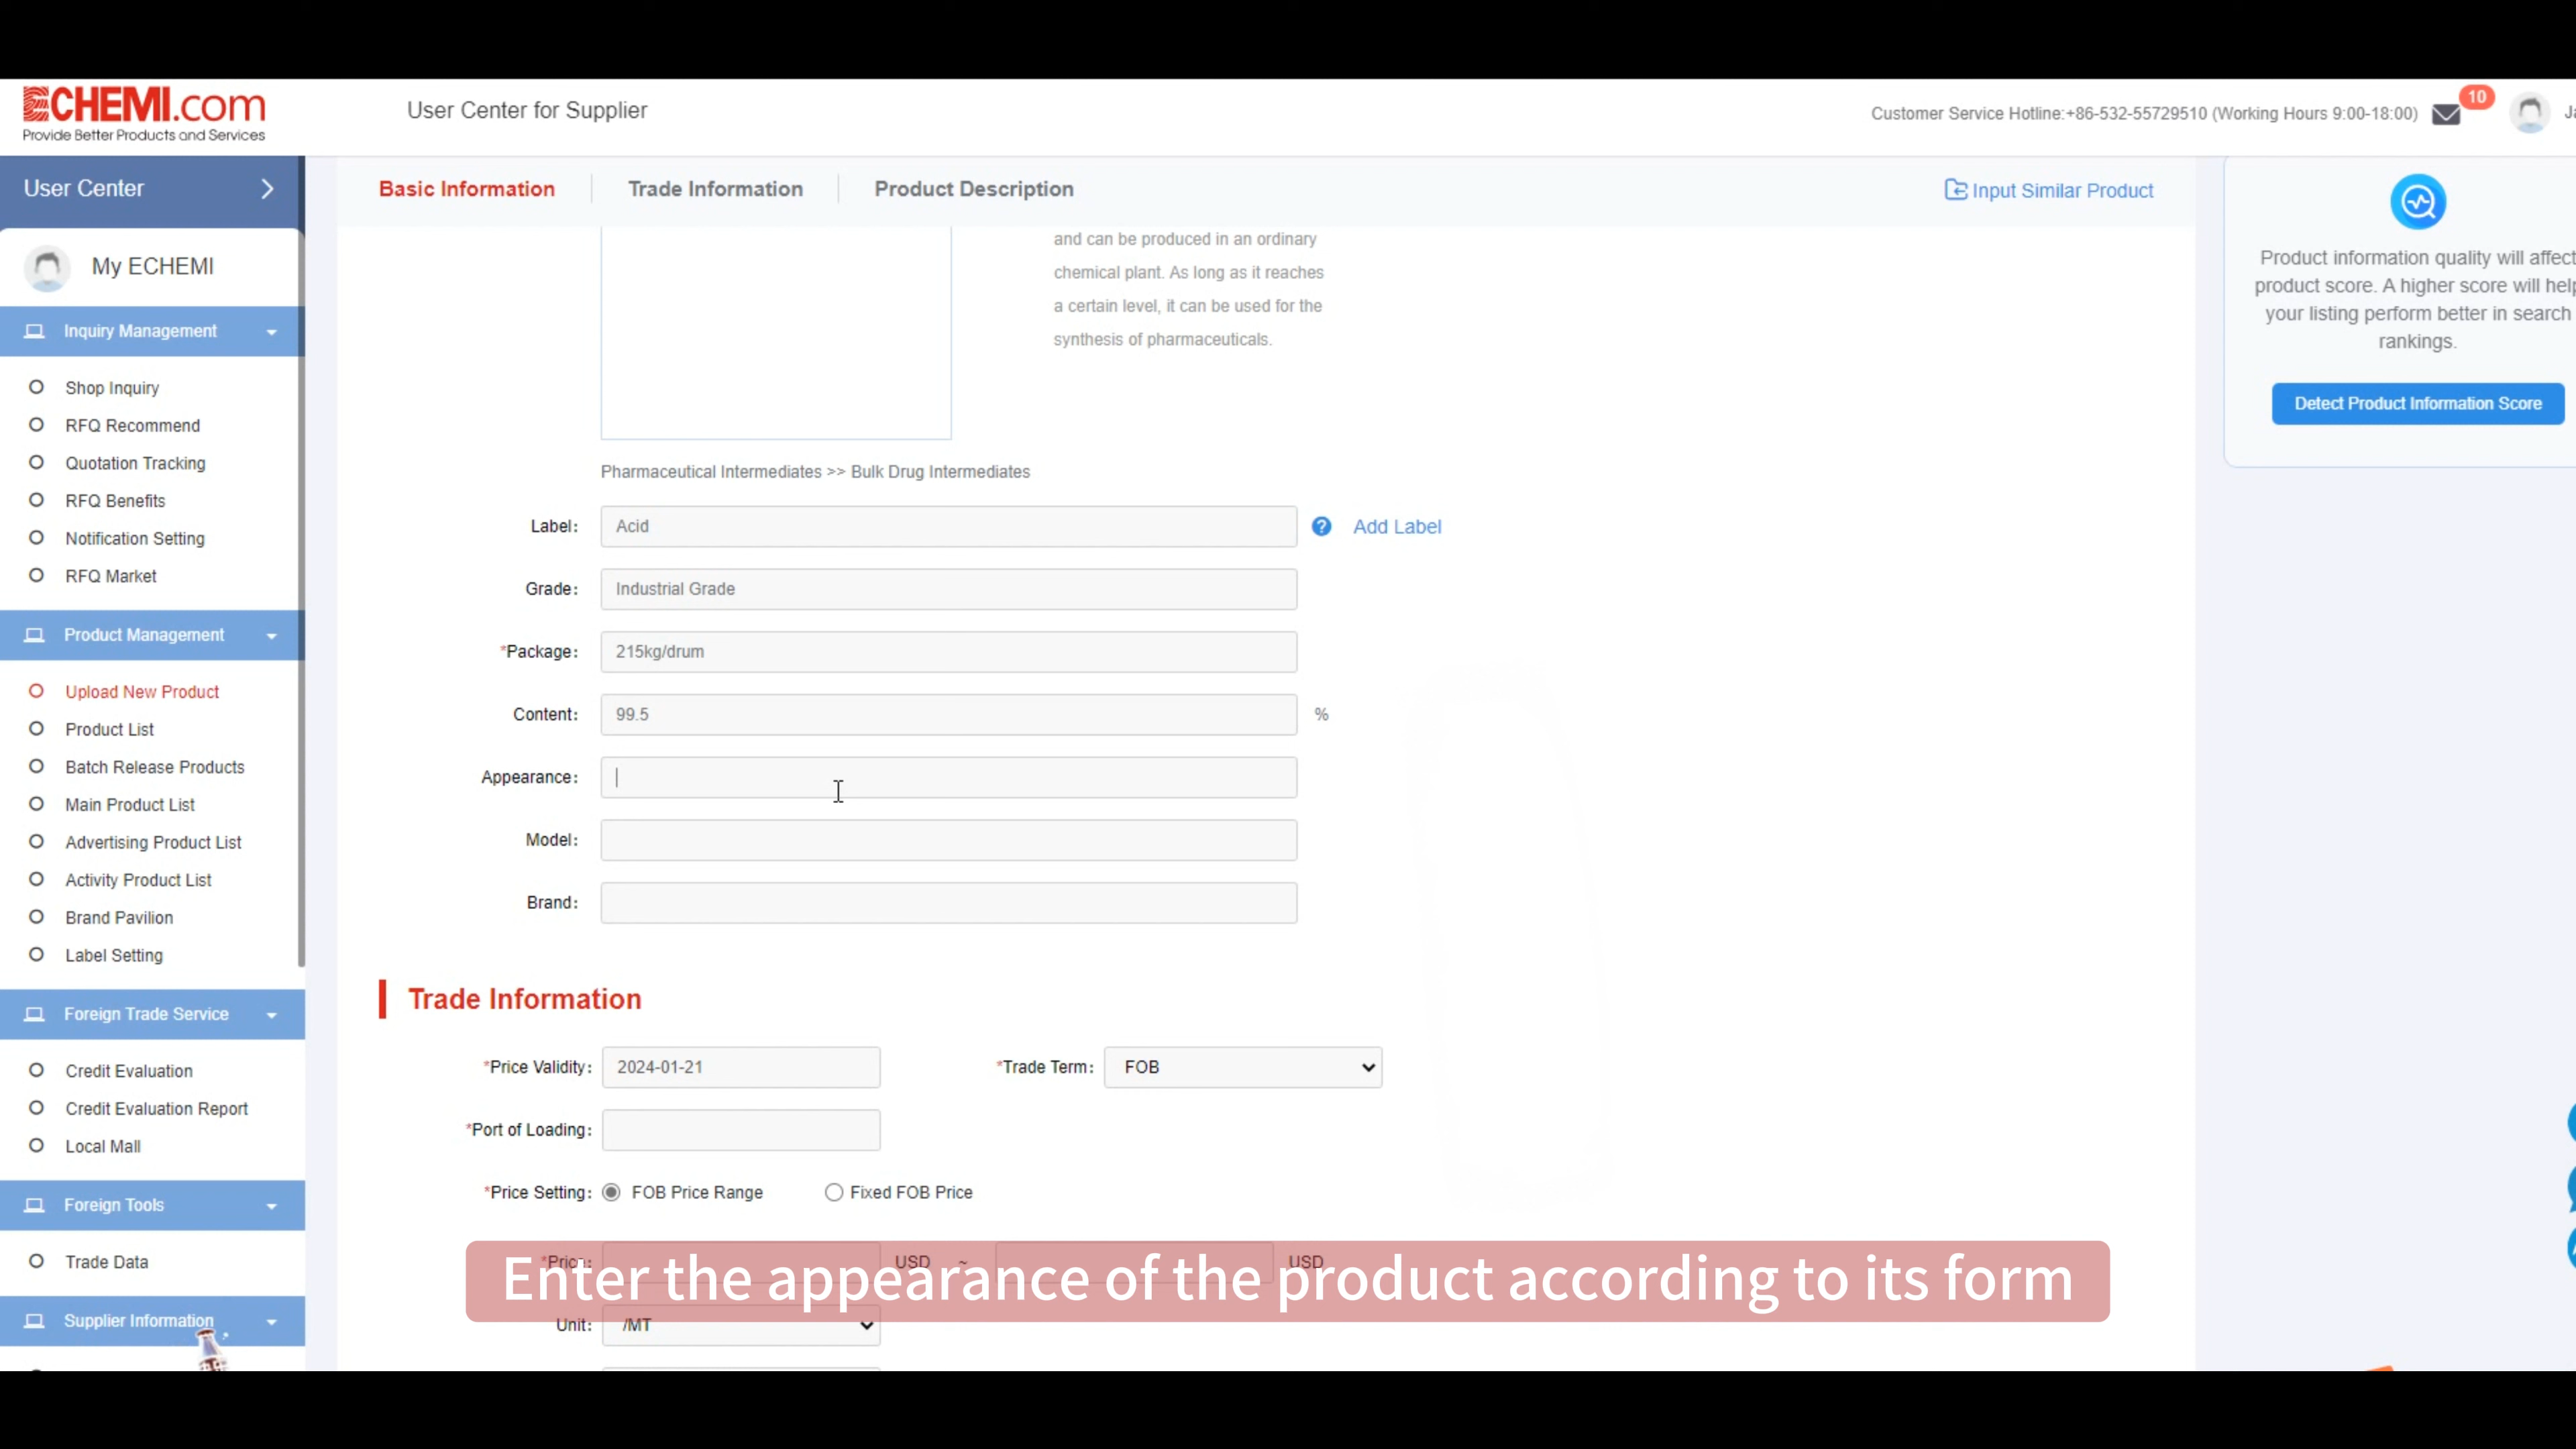 ECHEMI.com
Provide Better Products and Services
User Center for Supplier
Customer Service Hotline:+86-532-55729510 (Working Hours 9:00-18:00)
10
User Center
Basic Information
Trade Information
Product Description
Input Similar Product
My ECHEMI
Inquiry Management
Shop Inquiry
RFQ Recommend
Quotation Tracking
RFQ Benefits
Notification Setting
RFQ Market
Product Management
Upload New Product
Product List
Batch Release Products
Main Product List
Advertising Product List
Activity Product List
Brand Pavilion
Label Setting
Foreign Trade Service
Credit Evaluation
Credit Evaluation Report
Local Mall
Foreign Tools
Trade Data
Supplier Information
and can be produced in an ordinary
chemical plant. As long as it reaches
a certain level, it can be used for the
synthesis of pharmaceuticals.
Pharmaceutical Intermediates >> Bulk Drug Intermediates
Label: Acid ? Add Label
Grade: Industrial Grade
*Package: 215kg/drum
Content: 99.5 %
Appearance:
Model:
Brand:
Trade Information
*Price Validity: 2024-01-21 *Trade Term: FOB
*Port of Loading:
*Price Setting: FOB Price Range Fixed FOB Price
*Price: USD ~ USD
Enter the appearance of the product according to its form
Unit: /MT
Product information quality will affect
product score. A higher score will help
your listing perform better in search
rankings.
Detect Product Information Score